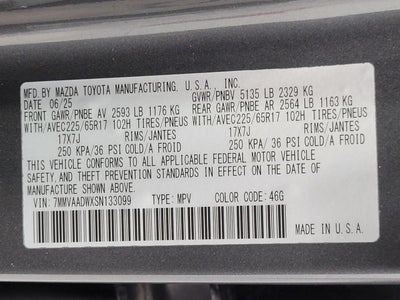 MFD. BY MAZDA TOYOTA MANUFACTURING, U.S.A., INC.
DATE 06/25 GVWR/PNBV 5135 LB 2329 KG
FRONT GAWR/PNBE AV 2593 LB 1176 KG REAR GAWR/PNBE AR 2564 LB 1163 KG
WITH/AVEC225/65R17 102H TIRES/PNEUS WITH/AVEC225/65R17 102H TIRES/PNEUS
17X7J RIMS/JANTES 17X7J RIMS/JANTES
250 KPA/36 PSI COLD/A FROID 250 KPA/36 PSI COLD/A FROID
THIS VEHICLE CONFORMS TO ALL APPLICABLE FEDERAL MOTOR VEHICLE
SAFETY, AND THEFT PREVENTION STANDARDS IN EFFECT ON THE DATE OF
MANUFACTURE SHOWN ABOVE.
VIN: 7MMVAADWXSN133099 TYPE: MPV COLOR CODE: 46G
MADE IN U.S.A.